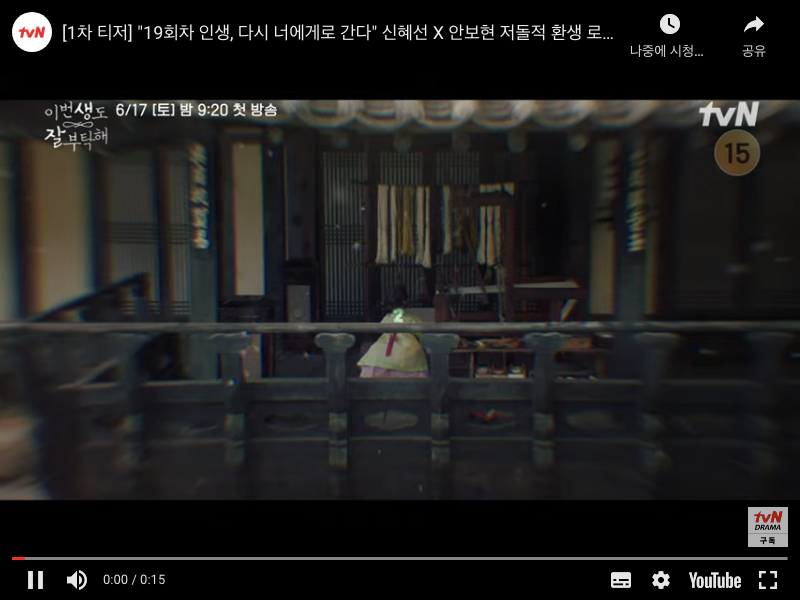 tvN
[1차 티저] "19회차 인생, 다시 너에게로 간다" 신혜선 X 안보현 저돌적 환생 로...
나중에 시청...
공유
이번생도
잘부탁해
6/17 [토] 밤 9:20 첫 방송
tvN
15
2
tvN
DRAMA
구독
0:00 / 0:15
YouTube